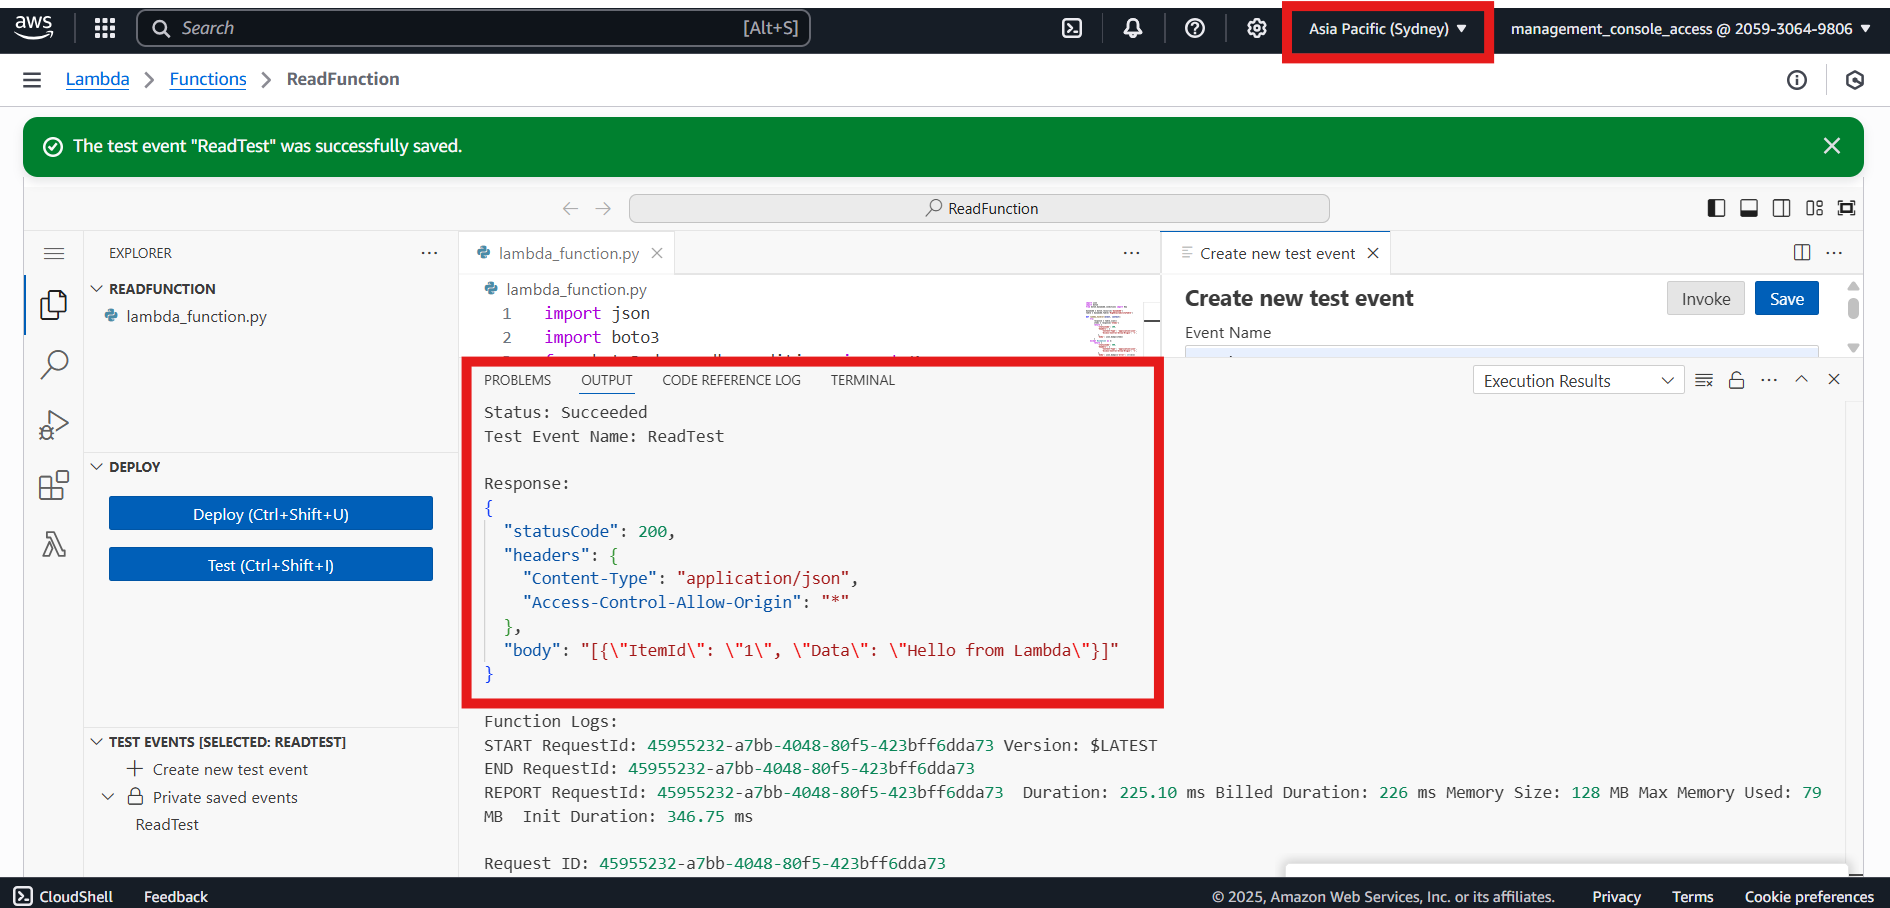 aws
Search [Alt+S]
Asia Pacific (Sydney)
management_console_access @ 2059-3064-9806
Lambda
Functions
ReadFunction
The test event "ReadTest" was successfully saved.
ReadFunction
EXPLORER
READFUNCTION
lambda_function.py
DEPLOY
Deploy (Ctrl+Shift+U)
Test (Ctrl+Shift+I)
TEST EVENTS [SELECTED: READTEST]
Create new test event
Private saved events
ReadTest
lambda_function.py
lambda_function.py
1 import json
2 import boto3
Create new test event
Create new test event
Invoke
Save
Event Name
PROBLEMS OUTPUT CODE REFERENCE LOG TERMINAL
Execution Results
Status: Succeeded
Test Event Name: ReadTest
Response:
{
"statusCode": 200,
"headers": {
"Content-Type": "application/json",
"Access-Control-Allow-Origin": "*"
},
"body": "[{\"ItemId\": \"1\", \"Data\": \"Hello from Lambda\"}]"
}
Function Logs:
START RequestId: 45955232-a7bb-4048-80f5-423bff6dda73 Version: $LATEST
END RequestId: 45955232-a7bb-4048-80f5-423bff6dda73
REPORT RequestId: 45955232-a7bb-4048-80f5-423bff6dda73 Duration: 225.10 ms Billed Duration: 226 ms Memory Size: 128 MB Max Memory Used: 79
MB Init Duration: 346.75 ms
Request ID: 45955232-a7bb-4048-80f5-423bff6dda73
CloudShell
Feedback
© 2025, Amazon Web Services, Inc. or its affiliates.
Privacy
Terms
Cookie preferences